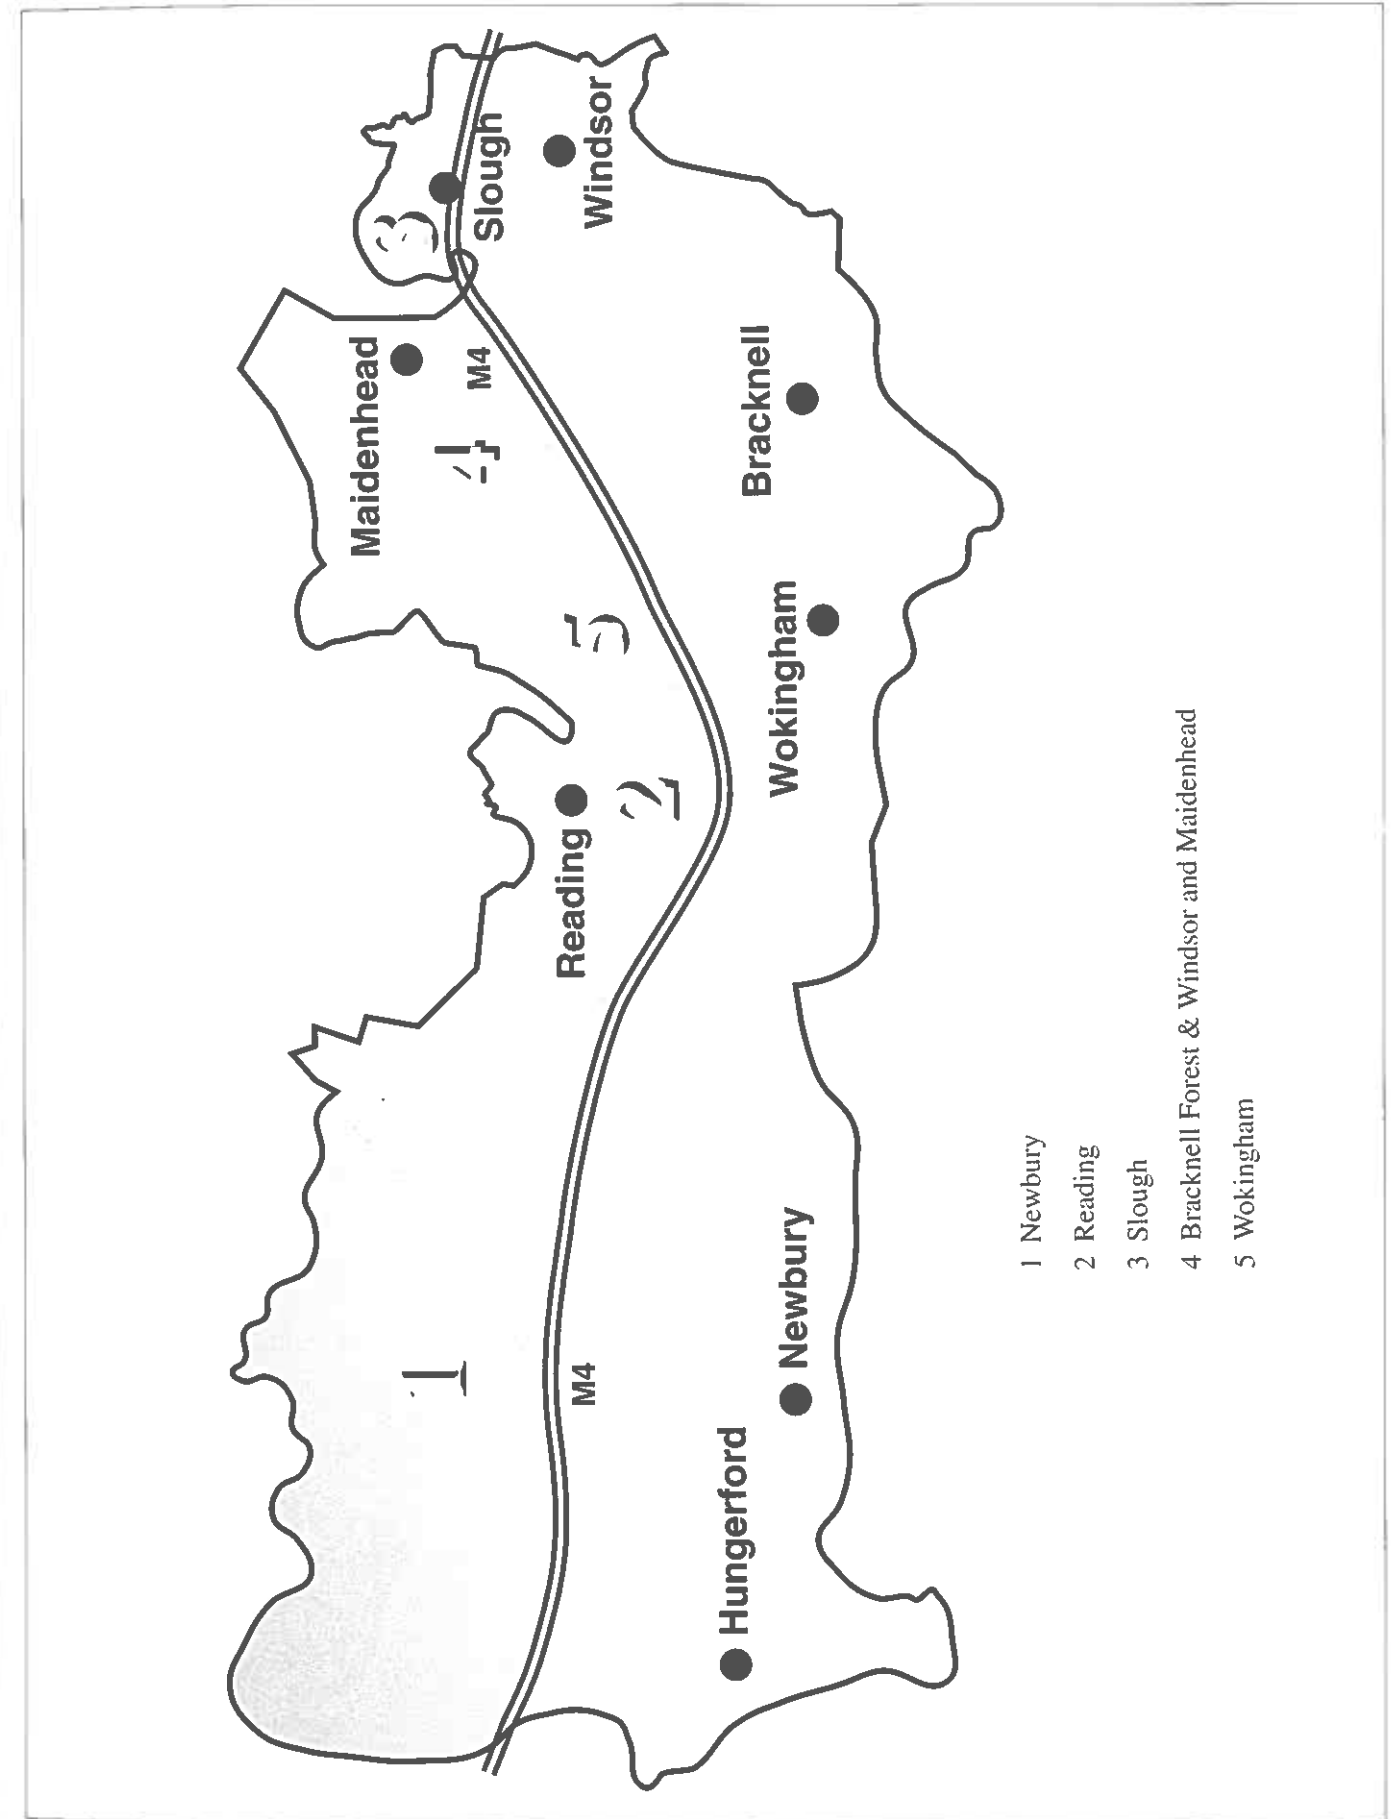 Maidenhead
3
Slough
4
M4
Windsor
5
Reading
2
1
M4
Bracknell
Wokingham
Hungerford
Newbury
1 Newbury
2 Reading
3 Slough
4 Bracknell Forest & Windsor and Maidenhead
5 Wokingham